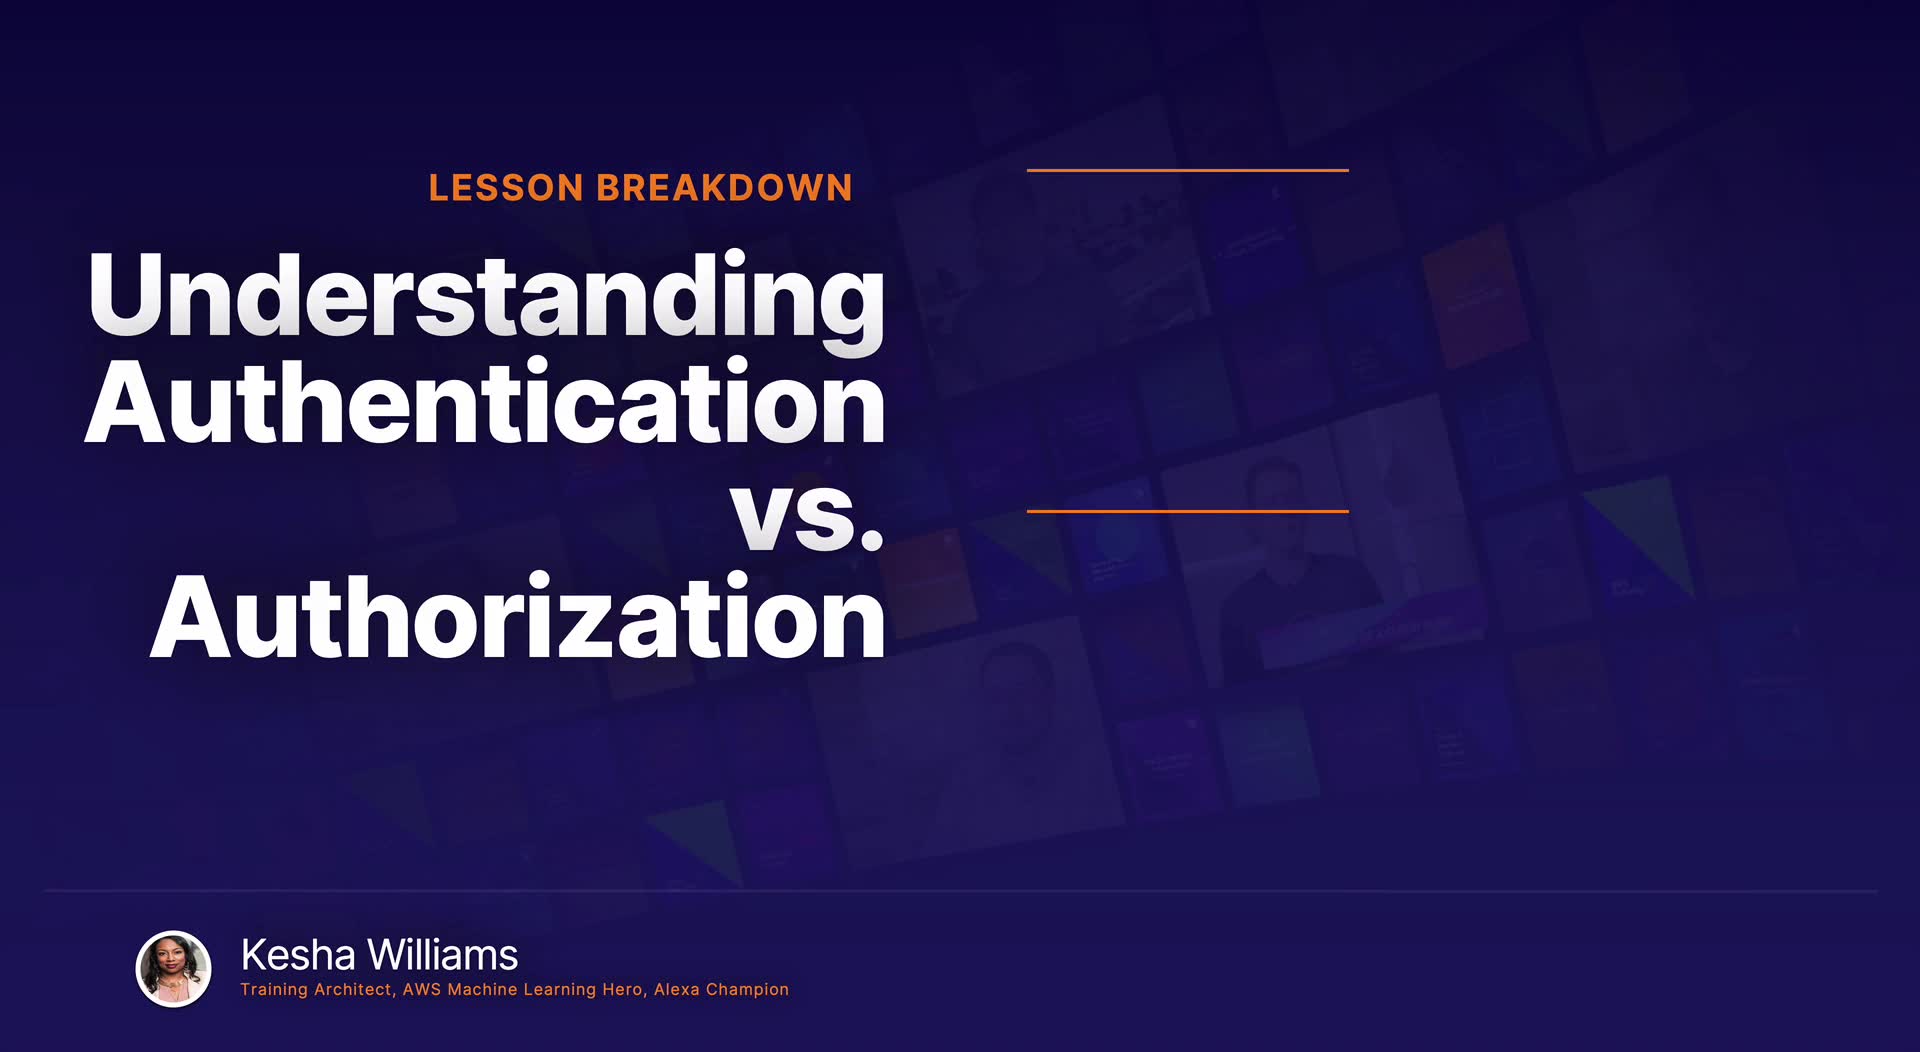 LESSON BREAKDOWN
Understanding
Authentication
vs.
Authorization
Kesha Williams
Training Architect, AWS Machine Learning Hero, Alexa Champion